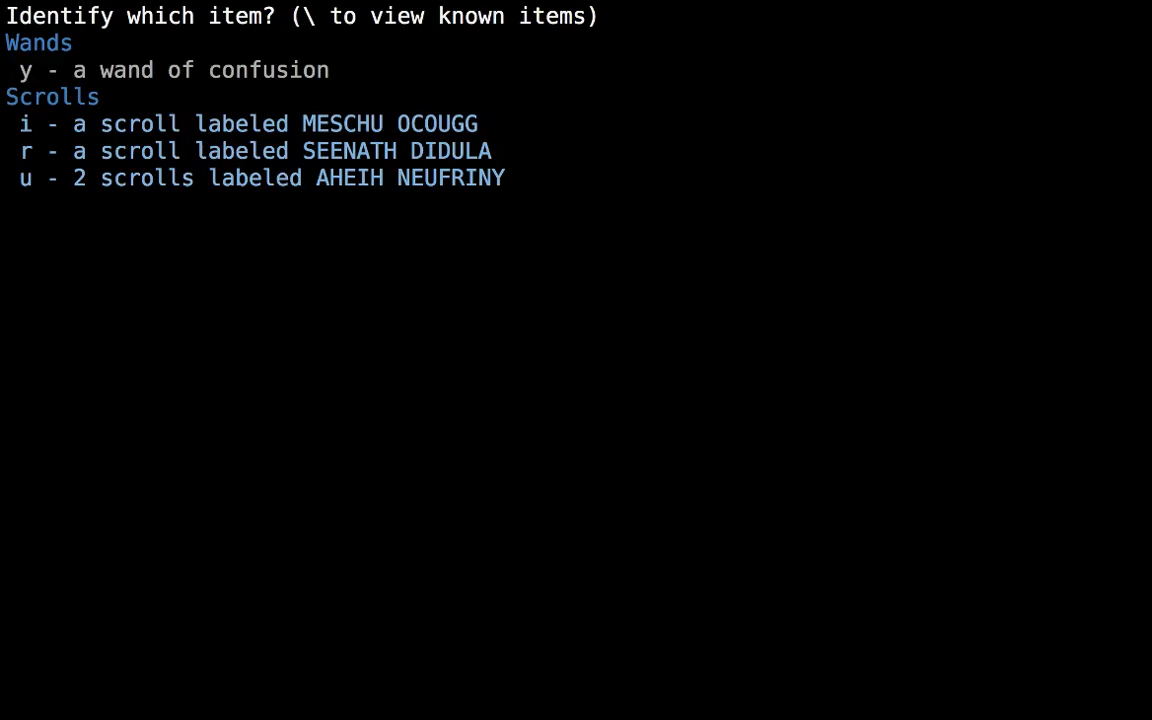 Identify which item? (\ to view known items)
Wands
y - a wand of confusion
Scrolls
i - a scroll labeled MESCHU OCOUGG
r - a scroll labeled SEENATH DIDULA
u - 2 scrolls labeled AHEIH NEUFRINY